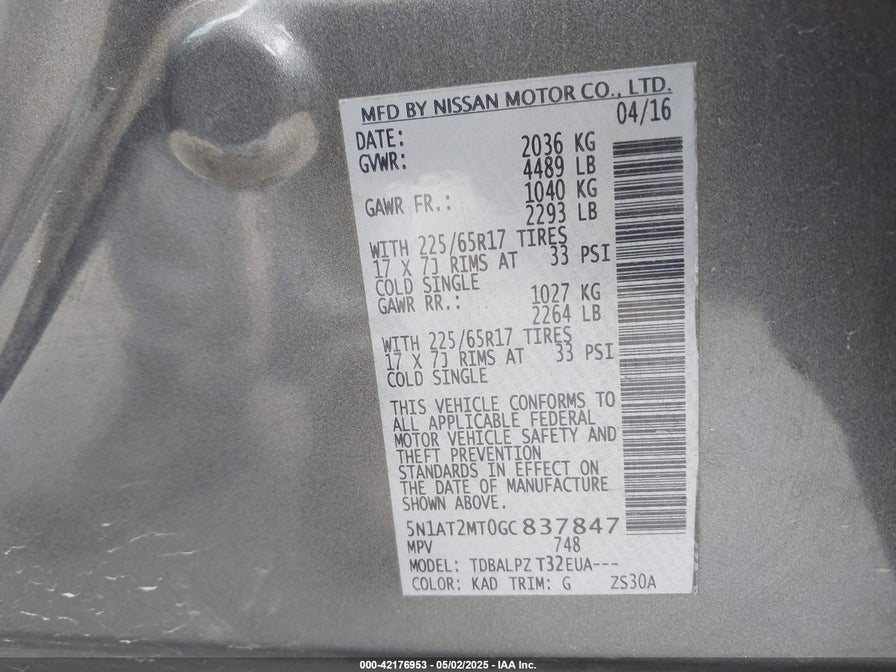 MFD BY NISSAN MOTOR CO., LTD.
DATE: 04/16
GVWR: 2036 KG
4489 LB
GAWR FR.: 1040 KG
2293 LB
WITH 225/65R17 TIRES
17 X 7J RIMS AT 33 PSI
COLD SINGLE
GAWR RR.: 1027 KG
2264 LB
WITH 225/65R17 TIRES
17 X 7J RIMS AT 33 PSI
COLD SINGLE
THIS VEHICLE CONFORMS TO
ALL APPLICABLE FEDERAL
MOTOR VEHICLE SAFETY AND
THEFT PREVENTION
STANDARDS IN EFFECT ON
THE DATE OF MANUFACTURE
SHOWN ABOVE.
5N1AT2MT0GC837847
MPV 748
MODEL: TDBALPZ T32EUA---
COLOR: KAD TRIM: G ZS30A
000-42176953 - 05/02/2025 - IAA Inc.